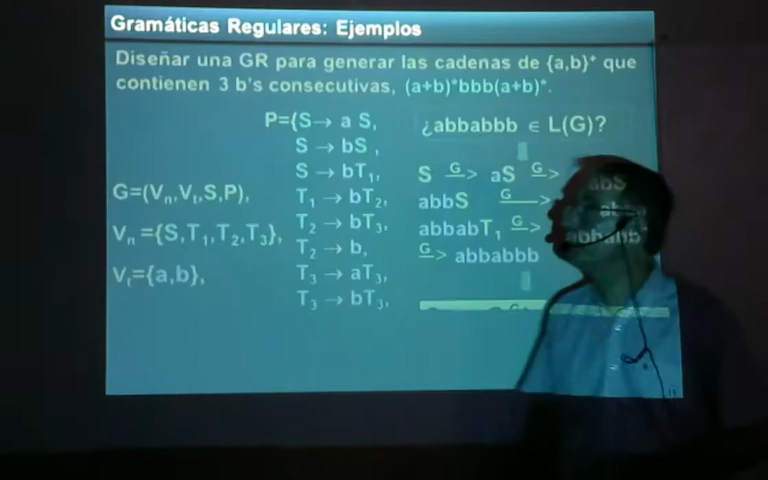 Gramáticas Regulares: Ejemplos
Diseñar una GR para generar las cadenas de {a,b}* que
contienen 3 b's consecutivas, (a+b)*bbb(a+b)*.
P={S→ a S,
S → bS ,
S → bT₁,
G=(Vₙ,Vₜ,S,P),
T₁ → bT₂,
T₂ → bT₃,
Vₙ ={S,T₁,T₂,T₃},
T₂ → b,
Vₜ={a,b},
T₃ → aT₃,
T₃ → bT₃,
¿abbabbb ∈ L(G)?
S G=> aS G=> abS
abbS G=>
abbabT₁ G=>
G=> abbabbb